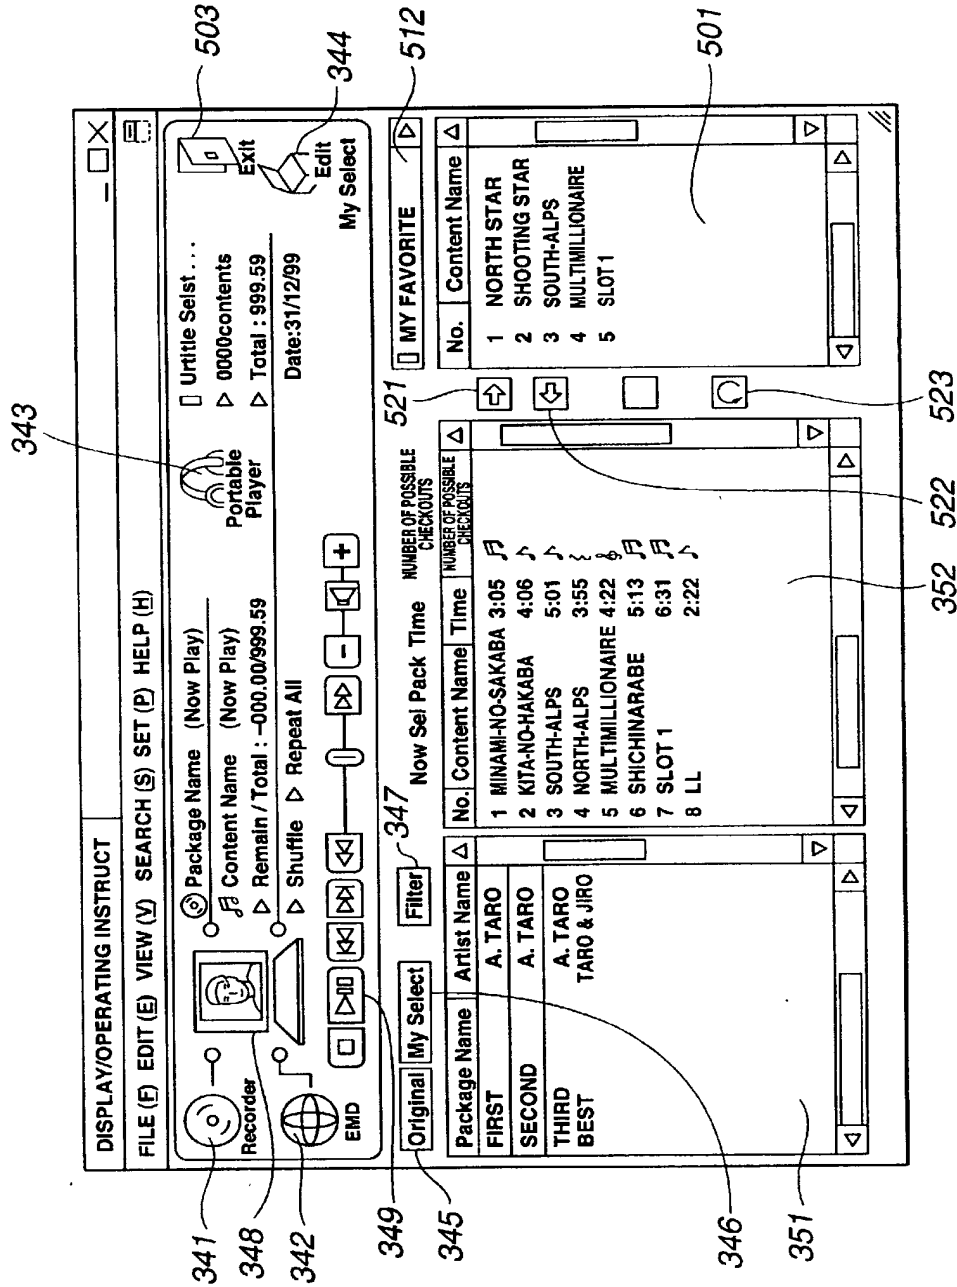 DISPLAY/OPERATING INSTRUCT
FILE (F) EDIT (E) VIEW (V) SEARCH (S) SET (P) HELP (H)
341
Recorder
348
342
EMD
349
Package Name (Now Play)
Content Name (Now Play)
Remain / Total : –000.00/999.59
Shuffle Repeat All
343
Portable Player
Urtitle Selst...
0000contents
Total : 999.59
Date:31/12/99
503
Exit
344
Edit
My Select
345
Original
My Select
346
Filter
347
Now Sel Pack Time
NUMBER OF POSSIBLE CHECKOUTS
521
MY FAVORITE
512
Package Name Artist Name
FIRST A. TARO
SECOND A. TARO
THIRD A. TARO
BEST TARO & JIRO
351
No. Content Name Time NUMBER OF POSSIBLE CHECKOUTS
1 MINAMI-NO-SAKABA 3:05
2 KITA-NO-HAKABA 4:06
3 SOUTH-ALPS 5:01
4 NORTH-ALPS 3:55
5 MULTIMILLIONAIRE 4:22
6 SHICHINARABE 5:13
7 SLOT 1 6:31
8 LL 2:22
352
522
523
No. Content Name
1 NORTH STAR
2 SHOOTING STAR
3 SOUTH-ALPS
4 MULTIMILLIONAIRE
5 SLOT 1
501